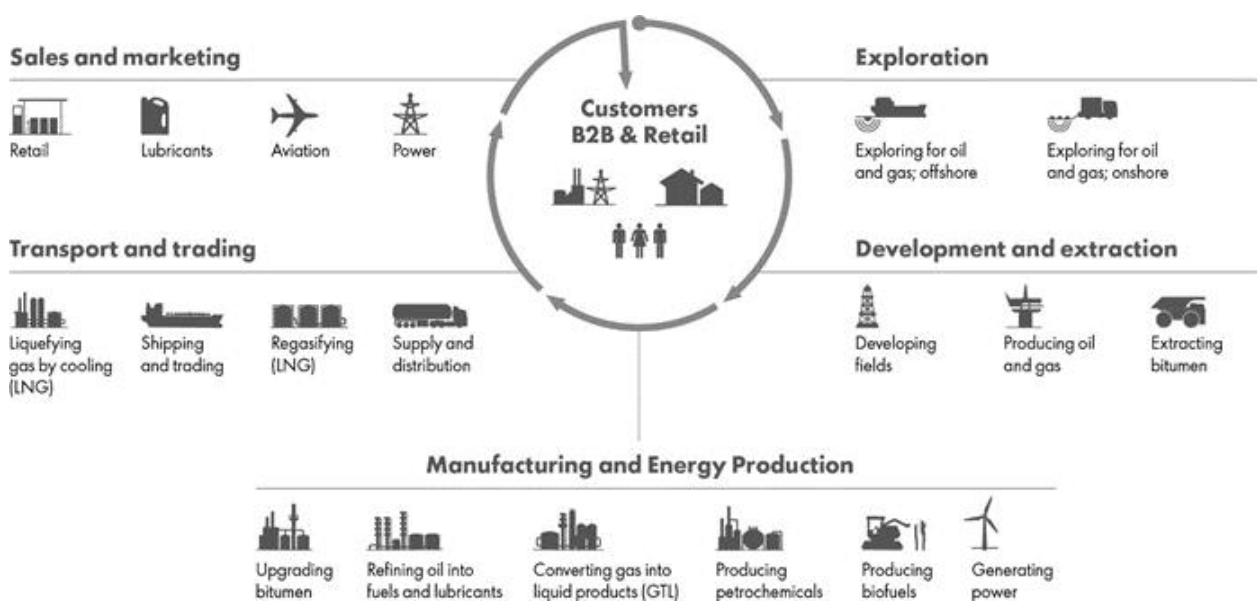 Sales and marketing
Retail
Lubricants
Aviation
Power
Customers
B2B & Retail
Exploration
Exploring for oil
and gas; offshore
Exploring for oil
and gas; onshore
Transport and trading
Liquefying
gas by cooling
(LNG)
Shipping
and trading
Regasifying
(LNG)
Supply and
distribution
Development and extraction
Developing
fields
Producing oil
and gas
Extracting
bitumen
Manufacturing and Energy Production
Upgrading
bitumen
Refining oil into
fuels and lubricants
Converting gas into
liquid products (GTL)
Producing
petrochemicals
Producing
biofuels
Generating
power